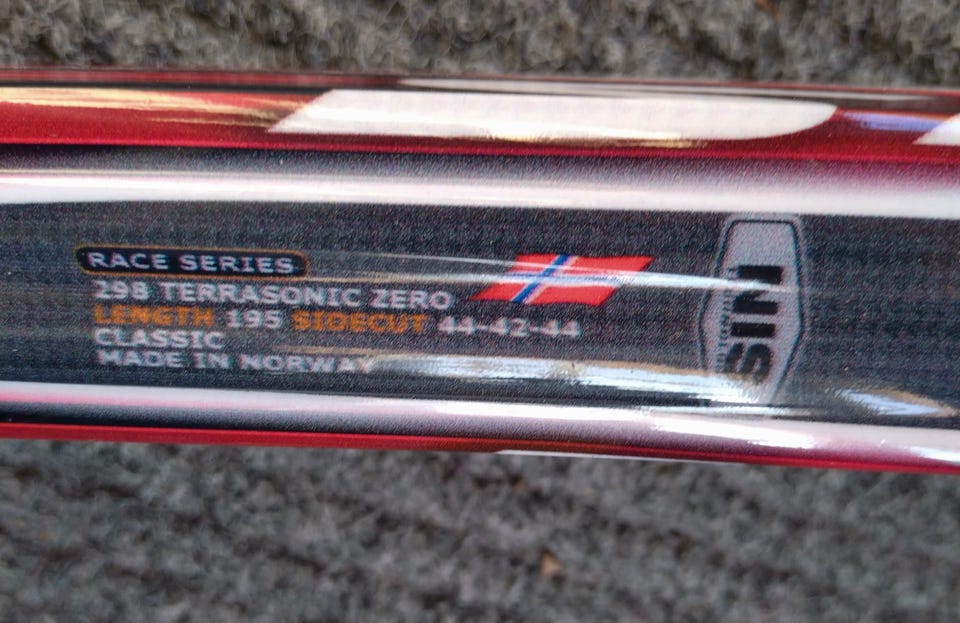 RACE SERIES
298 TERRASONIC ZERO
LENGTH 195 SIDECUT 44-42-44
CLASSIC
MADE IN NORWAY
NIS